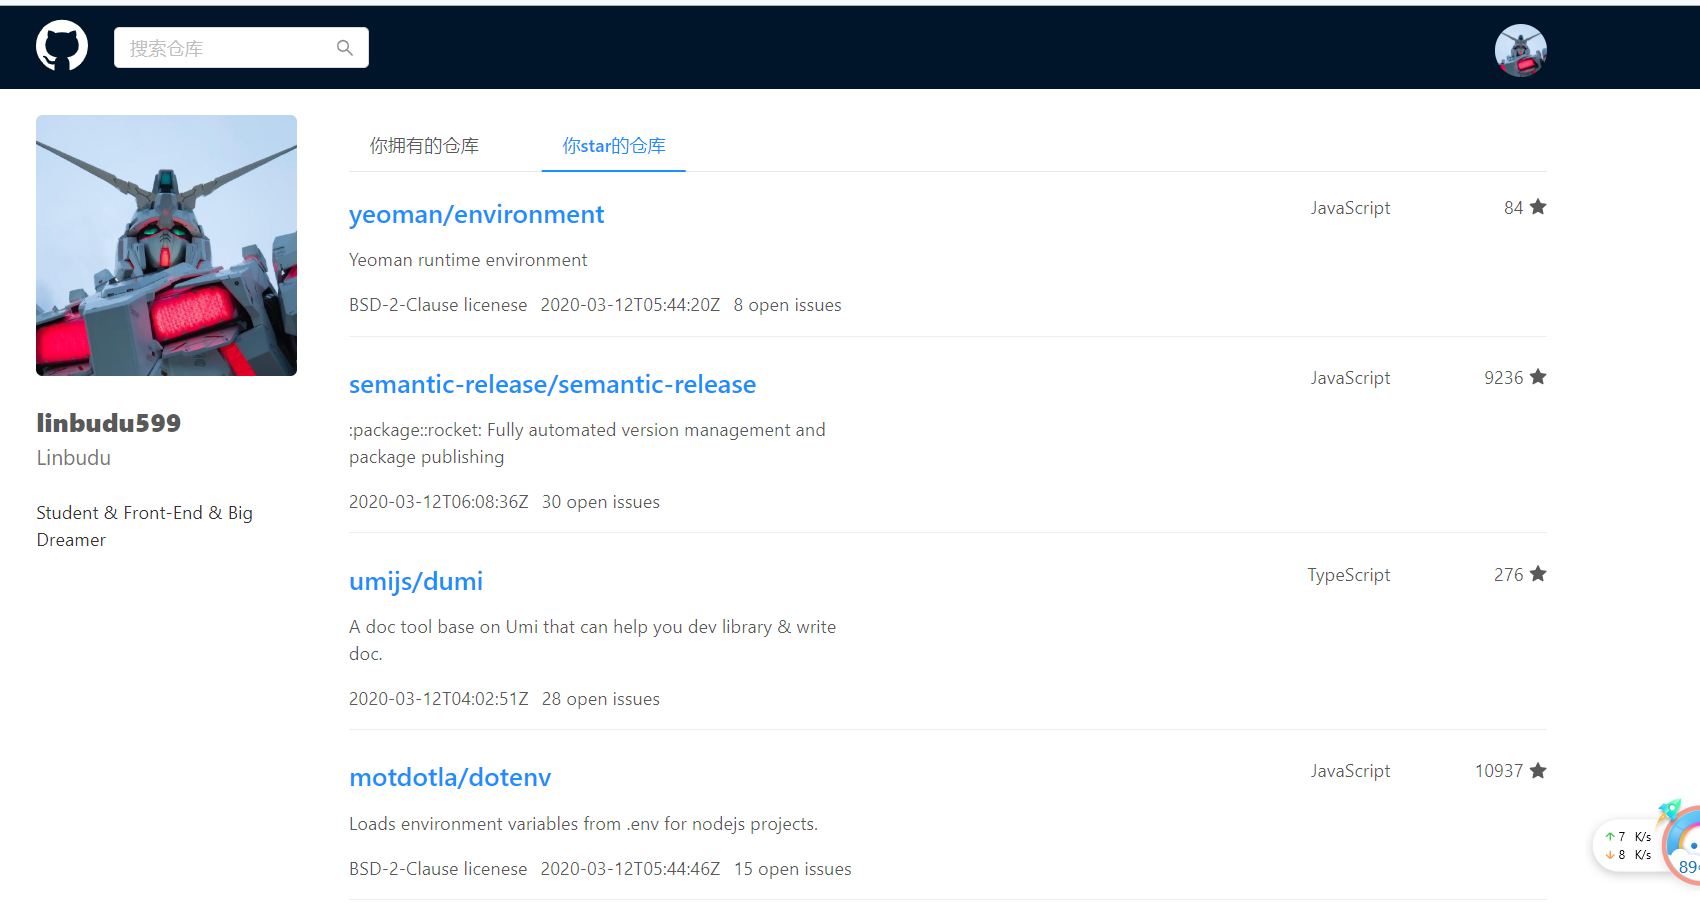 搜索仓库
你拥有的仓库
你star的仓库
linbudu599
Linbudu
Student & Front-End & Big
Dreamer
yeoman/environment
JavaScript
84
Yeoman runtime environment
BSD-2-Clause licenese 2020-03-12T05:44:20Z 8 open issues
semantic-release/semantic-release
JavaScript
9236
:package::rocket: Fully automated version management and
package publishing
2020-03-12T06:08:36Z 30 open issues
umijs/dumi
TypeScript
276
A doc tool base on Umi that can help you dev library & write
doc.
2020-03-12T04:02:51Z 28 open issues
motdotla/dotenv
JavaScript
10937
Loads environment variables from .env for nodejs projects.
BSD-2-Clause licenese 2020-03-12T05:44:46Z 15 open issues
↑ 7 K/s
↓ 8 K/s
89